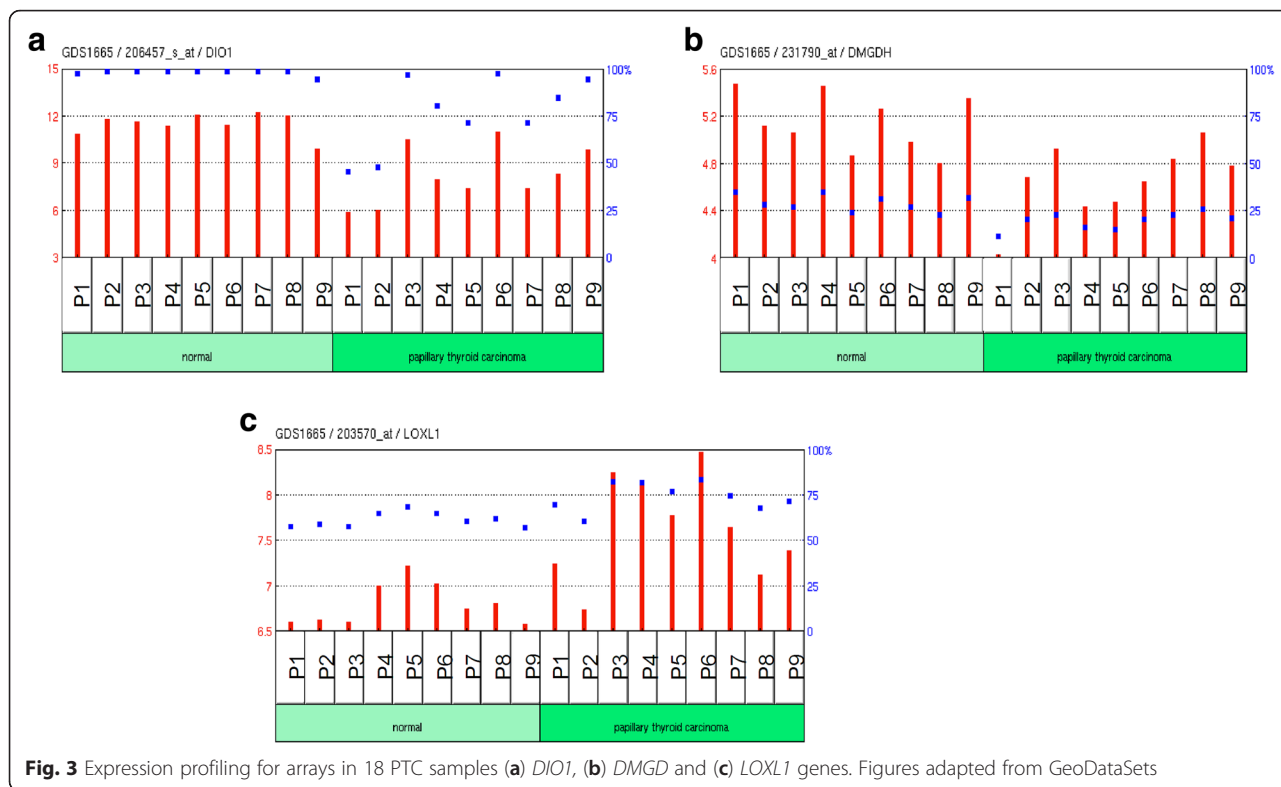 a
GDS1665 / 206457_s_at / DIO1
15
12
9
6
3
100%
75
50
25
0
P1 P2 P3 P4 P5 P6 P7 P8 P9 P1 P2 P3 P4 P5 P6 P7 P8 P9
normal papillary thyroid carcinoma
b
GDS1665 / 231790_at / DMGDH
5.6
5.2
4.8
4.4
4
100%
75
50
25
0
P1 P2 P3 P4 P5 P6 P7 P8 P9 P1 P2 P3 P4 P5 P6 P7 P8 P9
normal papillary thyroid carcinoma
c
GDS1665 / 203570_at / LOXL1
8.5
8
7.5
7
6.5
100%
75
50
25
0
P1 P2 P3 P4 P5 P6 P7 P8 P9 P1 P2 P3 P4 P5 P6 P7 P8 P9
normal papillary thyroid carcinoma
Fig. 3 Expression profiling for arrays in 18 PTC samples (a) DIO1, (b) DMGD and (c) LOXL1 genes. Figures adapted from GeoDataSets